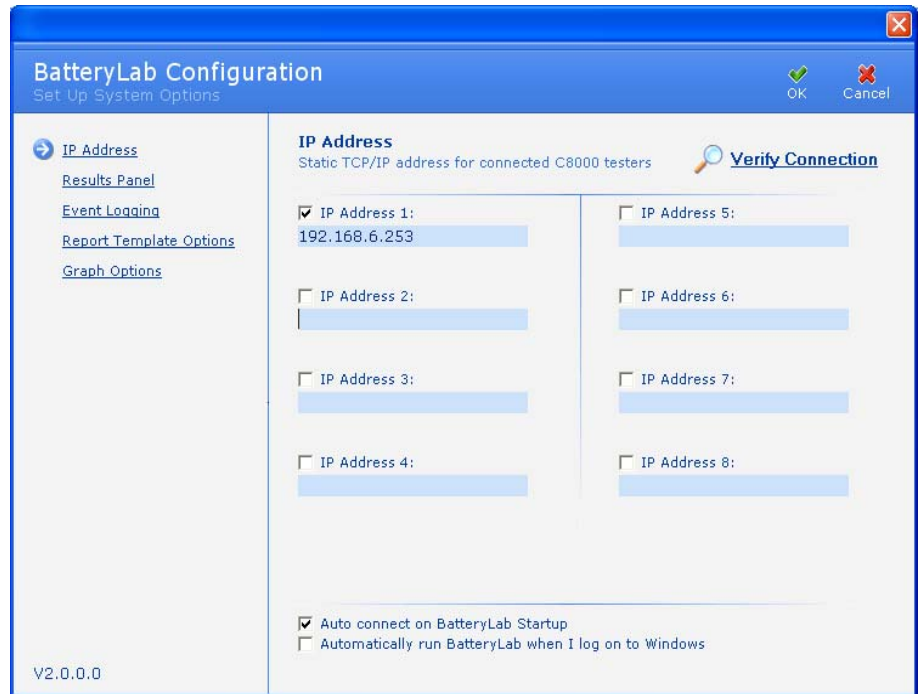 BatteryLab Configuration
Set Up System Options
OK
Cancel
IP Address
Results Panel
Event Logging
Report Template Options
Graph Options
V2.0.0.0
IP Address
Static TCP/IP address for connected C8000 testers
Verify Connection
IP Address 1:
192.168.6.253
IP Address 2:
IP Address 3:
IP Address 4:
IP Address 5:
IP Address 6:
IP Address 7:
IP Address 8:
Auto connect on BatteryLab Startup
Automatically run BatteryLab when I log on to Windows